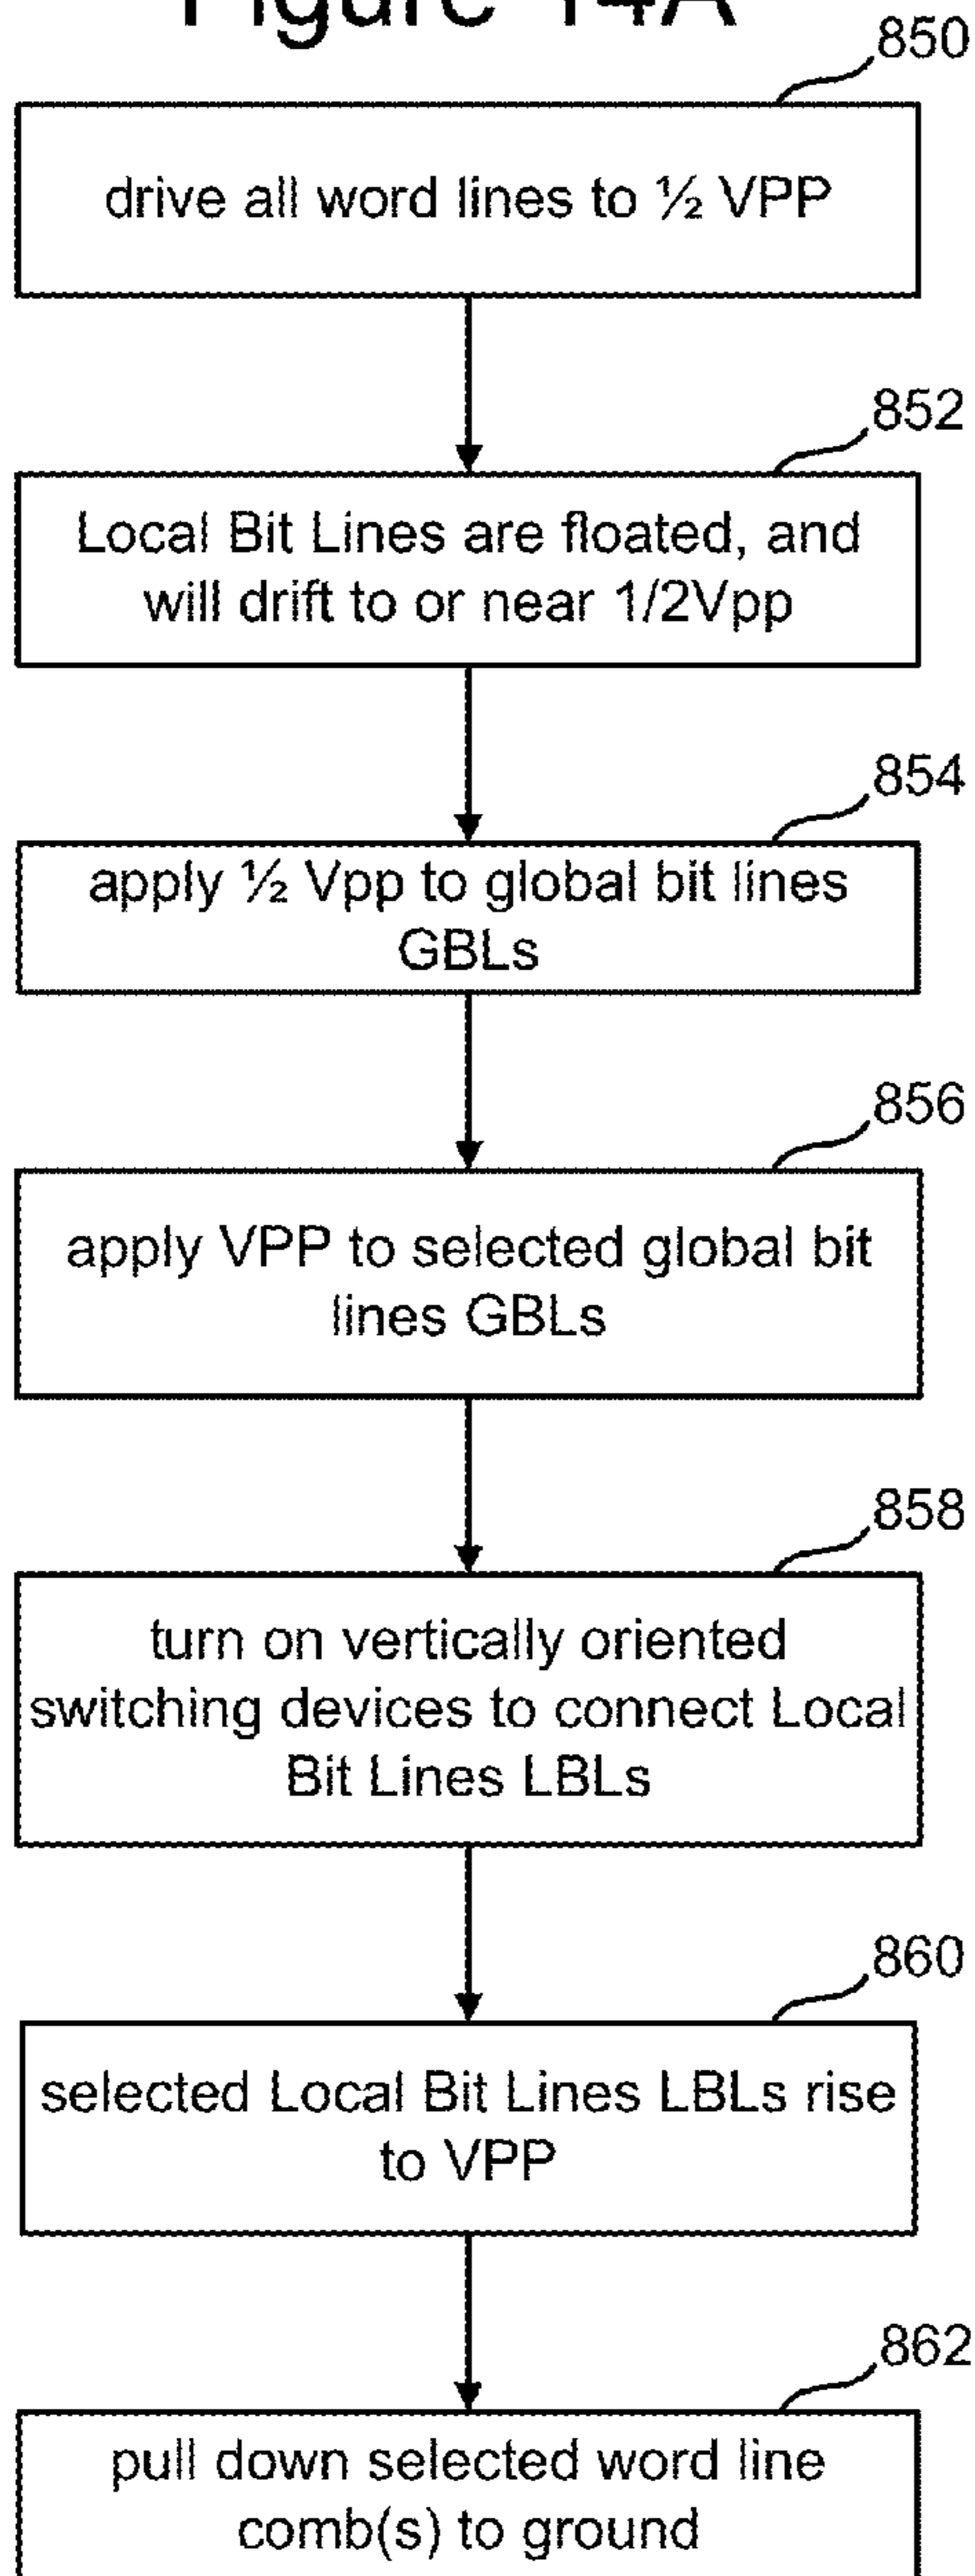 Figure 14A
850
drive all word lines to ½ VPP
852
Local Bit Lines are floated, and
will drift to or near 1/2Vpp
854
apply ½ Vpp to global bit lines
GBLs
856
apply VPP to selected global bit
lines GBLs
858
turn on vertically oriented
switching devices to connect Local
Bit Lines LBLs
860
selected Local Bit Lines LBLs rise
to VPP
862
pull down selected word line
comb(s) to ground